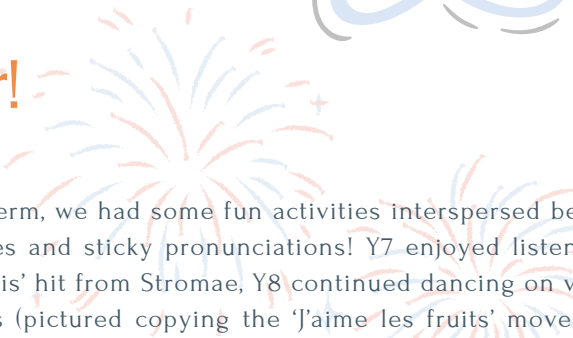 r!
erm, we had some fun activities interspersed be
es and sticky pronunciations! Y7 enjoyed listen
is’ hit from Stromae, Y8 continued dancing on v
s (pictured copying the ‘J’aime les fruits’ move